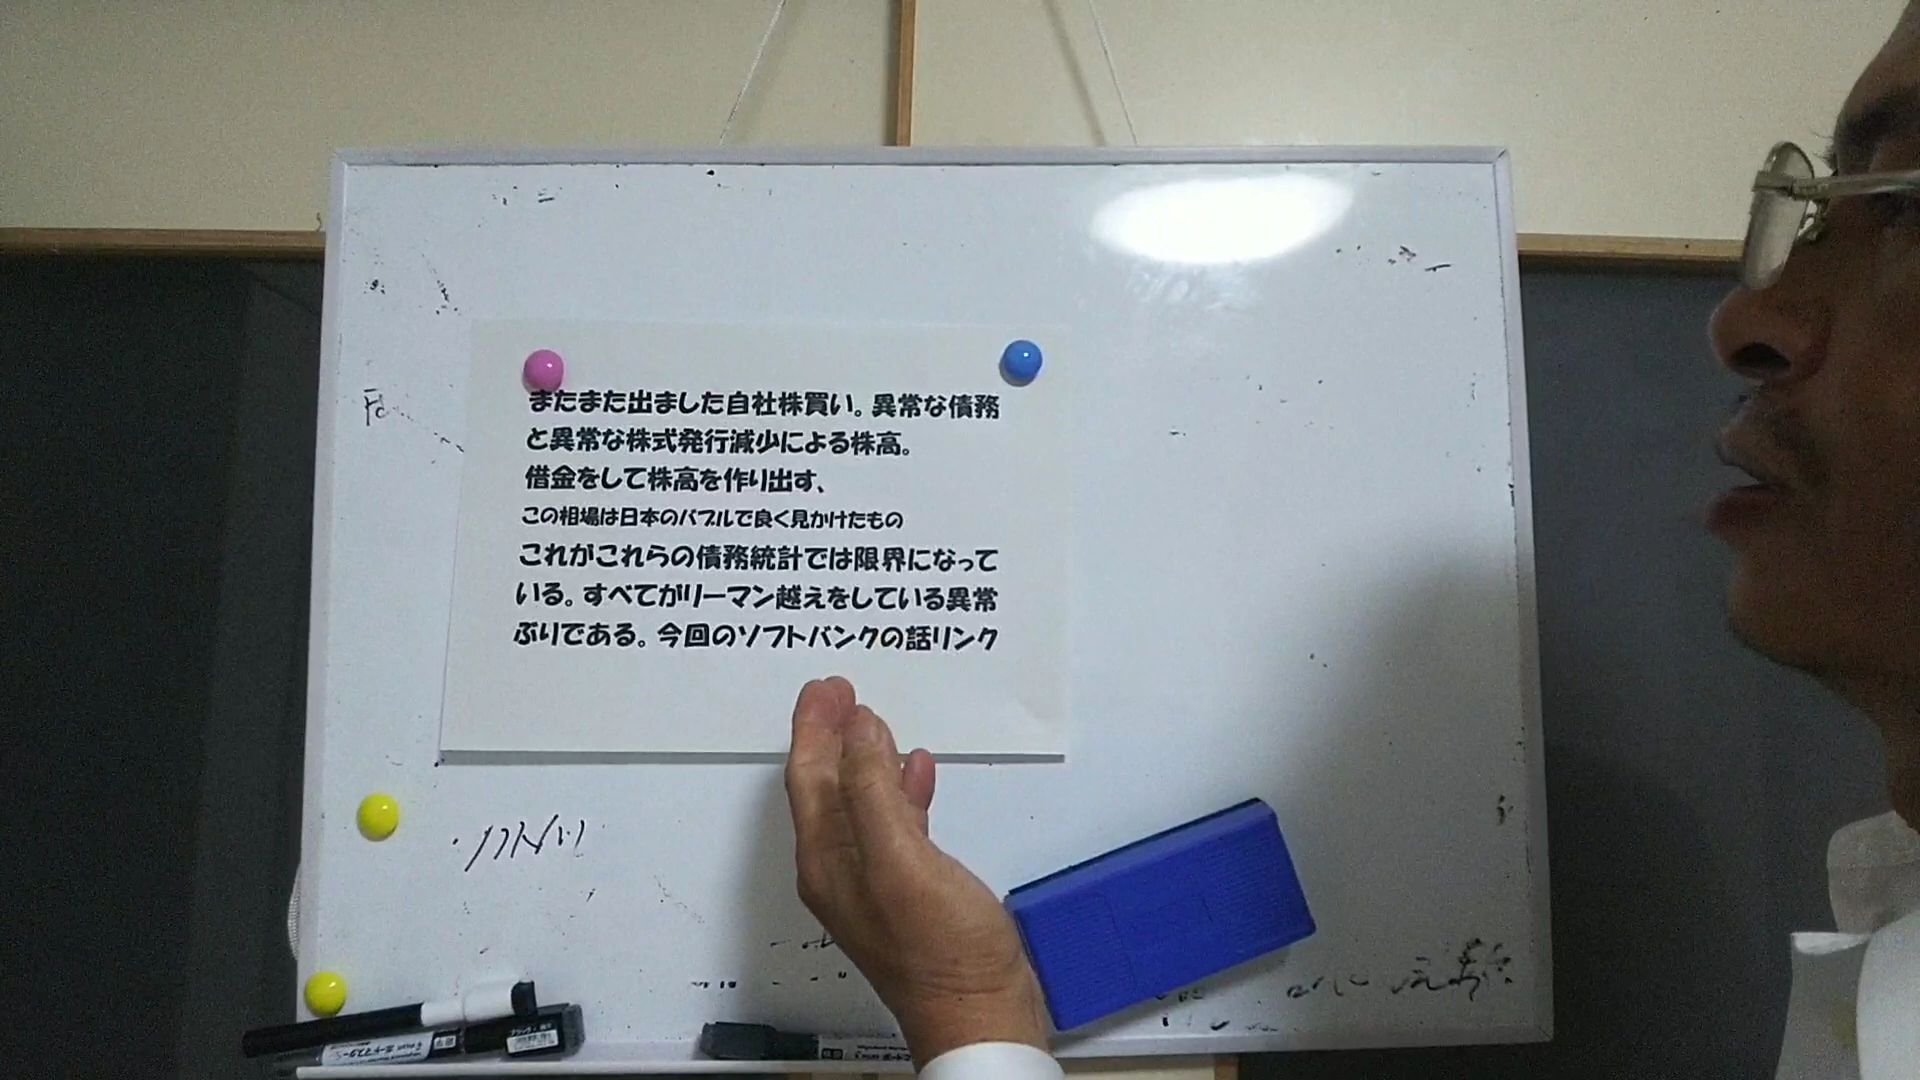 またまた出ました自社株買い。異常な債務
と異常な株式発行減少による株高。
借金をして株高を作り出す、
この相場は日本のバブルで良く見かけたもの
これがこれらの債務統計では限界になって
いる。すべてがリーマン越えをしている異常
ぶりである。今回のソフトバンクの話リンク